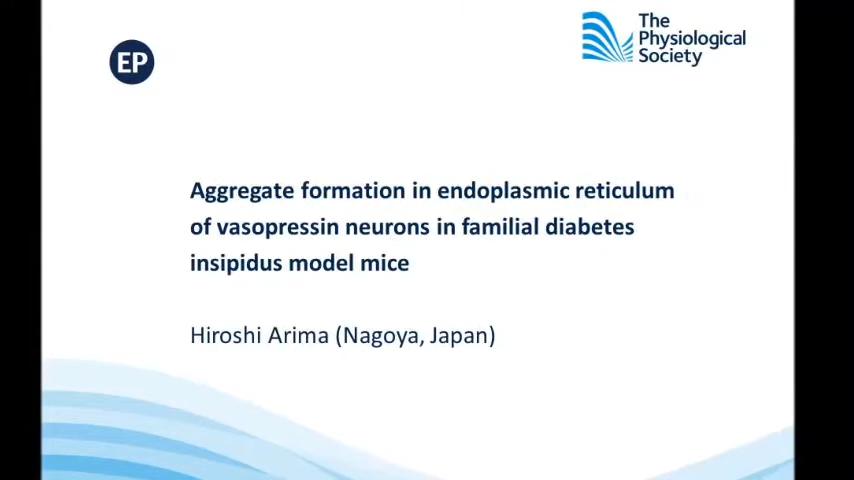 EP
The
Physiological
Society
Aggregate formation in endoplasmic reticulum
of vasopressin neurons in familial diabetes
insipidus model mice
Hiroshi Arima (Nagoya, Japan)